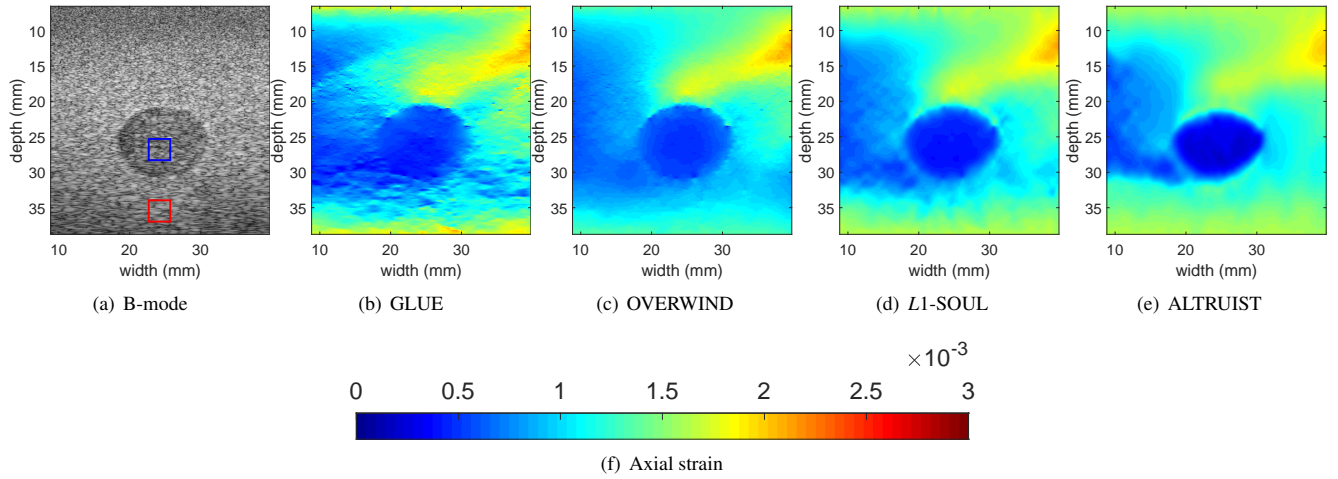 10
15
20
25
30
35
depth (mm)
10 20 30
width (mm)
(a) B-mode
10
15
20
25
30
35
depth (mm)
10 20 30
width (mm)
(b) GLUE
10
15
20
25
30
35
depth (mm)
10 20 30
width (mm)
(c) OVERWIND
10
15
20
25
30
35
depth (mm)
10 20 30
width (mm)
(d) L1-SOUL
10
15
20
25
30
35
depth (mm)
10 20 30
width (mm)
(e) ALTRUIST
×10⁻³
0 0.5 1 1.5 2 2.5 3
(f) Axial strain